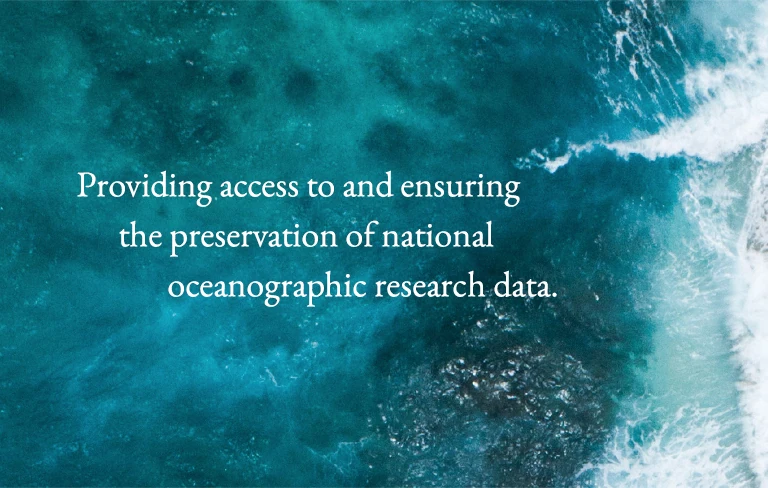 Providing access to and ensuring
the preservation of national
oceanographic research data.